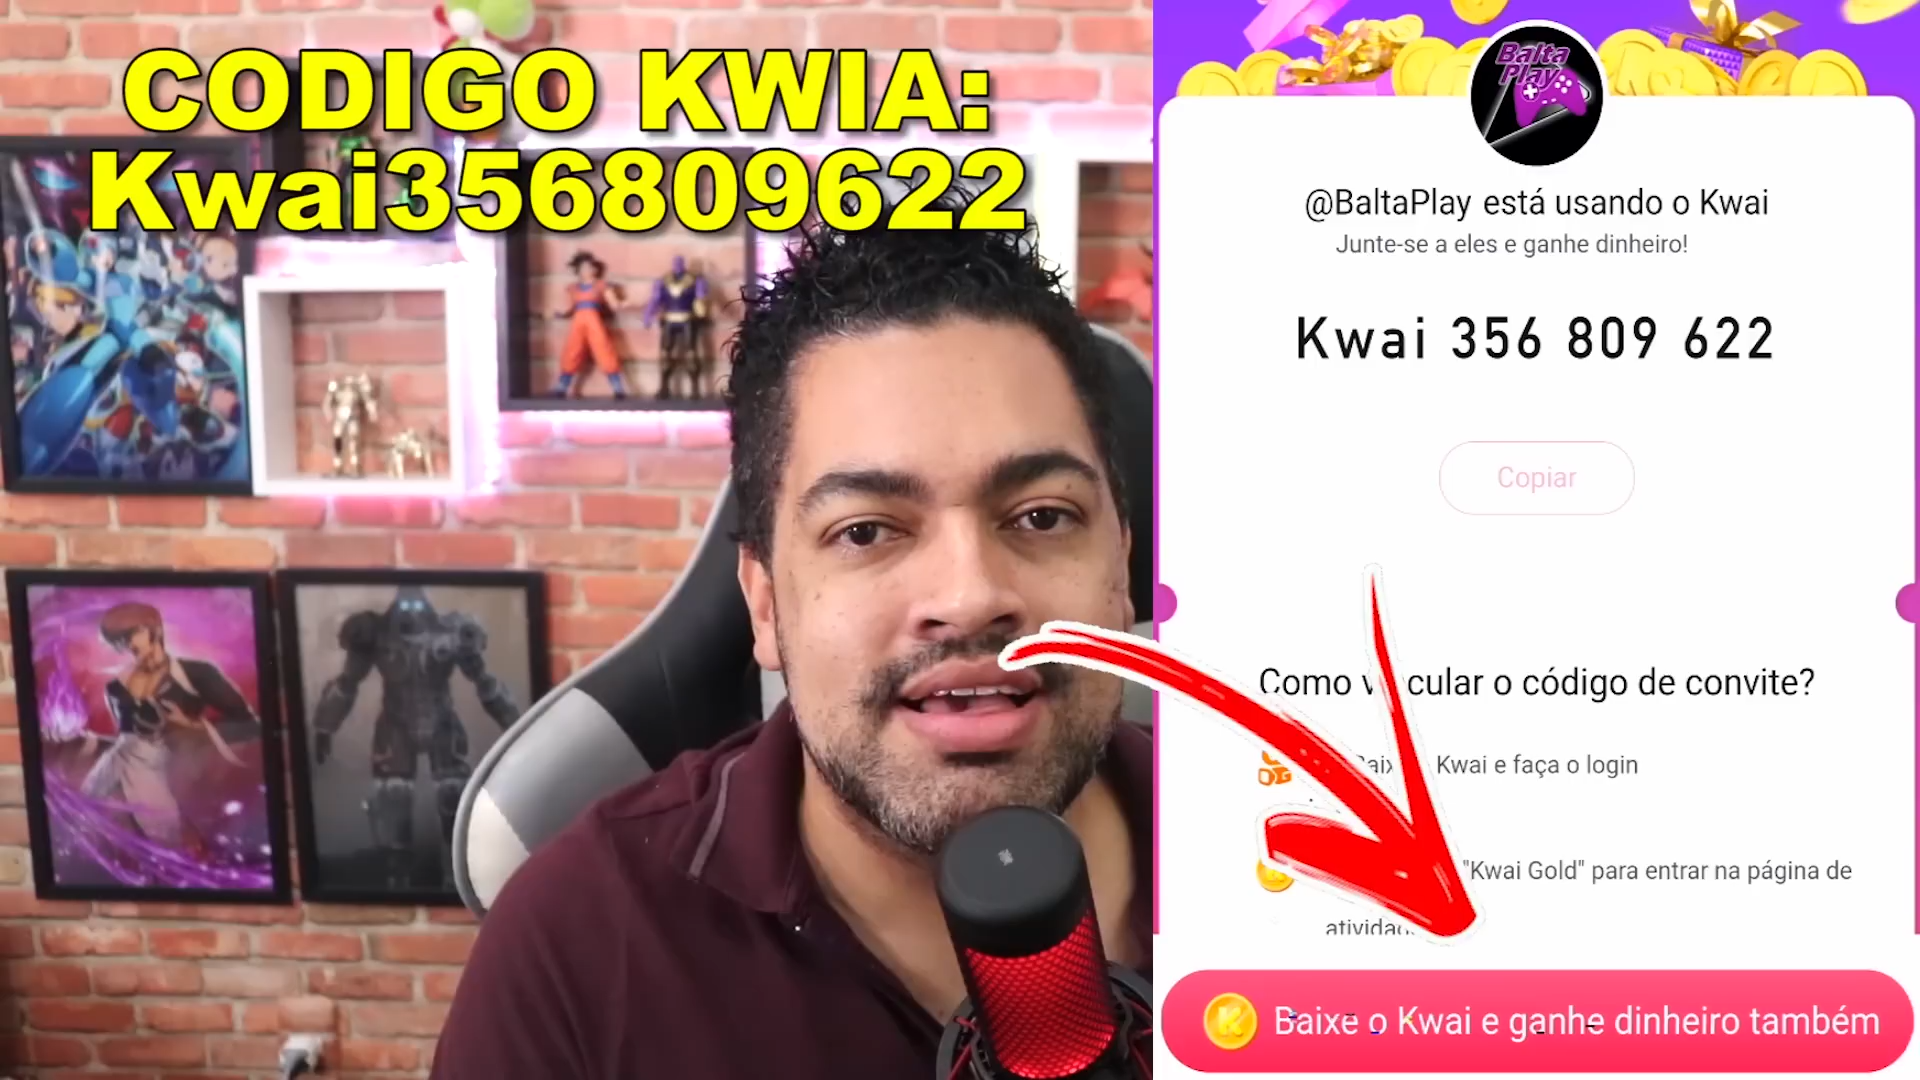 CODIGO KWIA:
Kwai356809622
Balta
Play
@BaltaPlay está usando o Kwai
Junte-se a eles e ganhe dinheiro!
Kwai 356 809 622
Copiar
Como cular o código de convite?
Kwai e faça o login
"Kwai Gold" para entrar na página de
Baixe o Kwai e ganhe dinheiro também